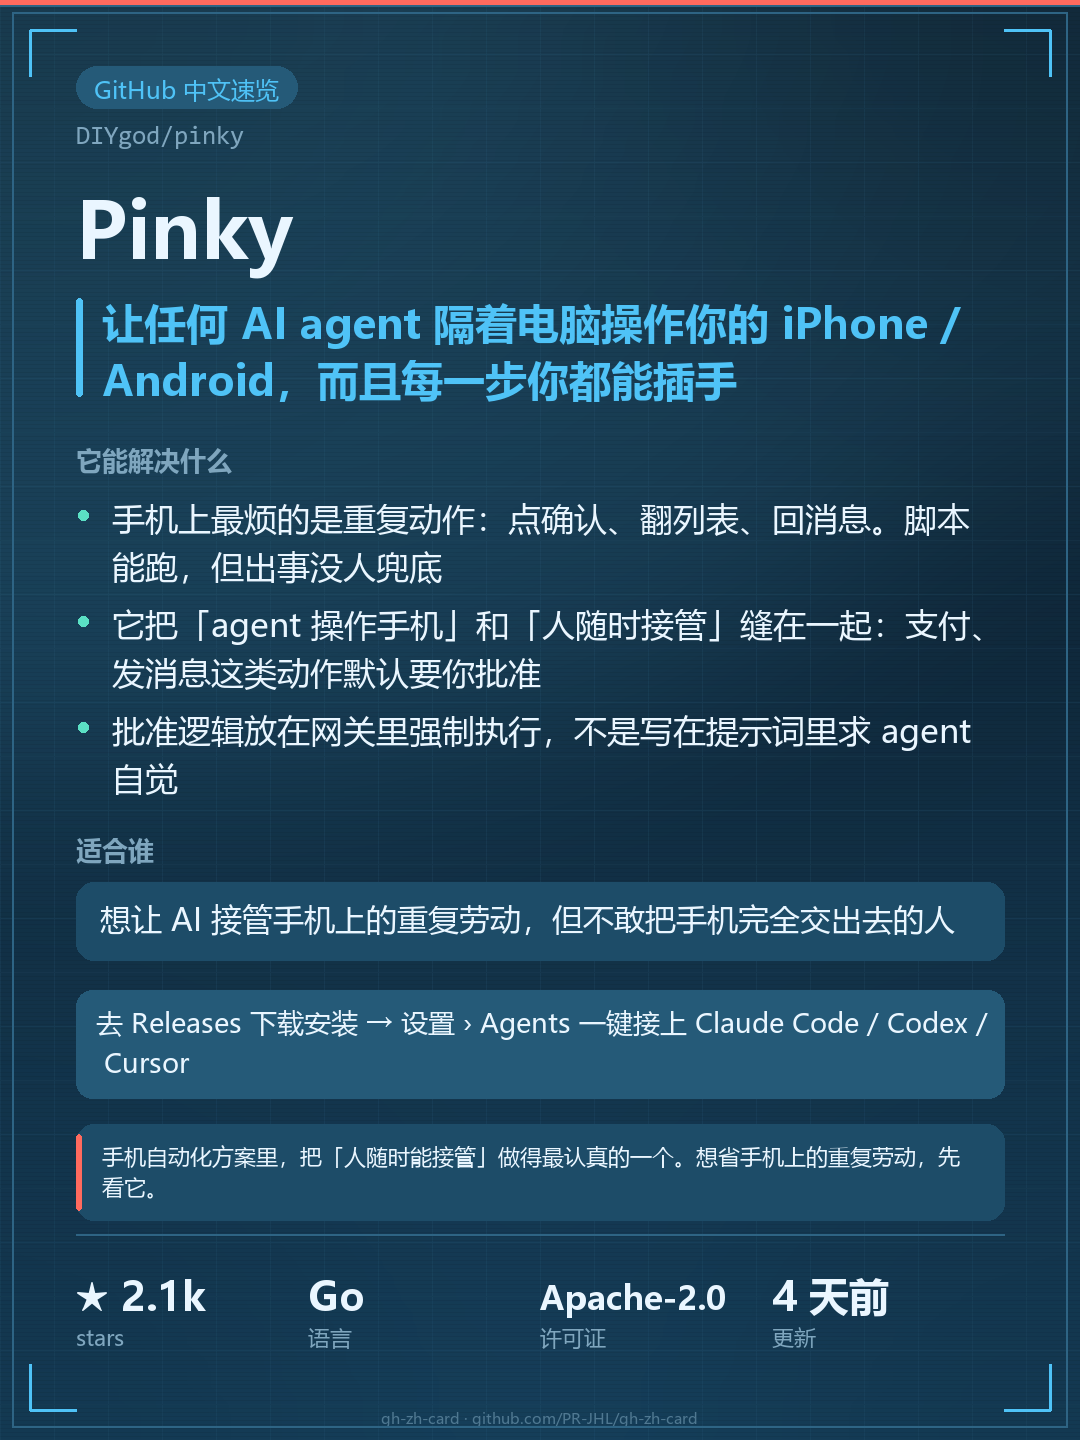 GitHub 中文速览
DIYgod/pinky
Pinky
让任何 AI agent 隔着电脑操作你的 iPhone /
Android，而且每一步你都能插手
它能解决什么
• 手机上最烦的是重复动作：点确认、翻列表、回消息。脚本
能跑，但出事没人兜底
• 它把「agent 操作手机」和「人随时接管」缝在一起：支付、
发消息这类动作默认要你批准
• 批准逻辑放在网关里强制执行，不是写在提示词里求 agent
自觉
适合谁
想让 AI 接管手机上的重复劳动，但不敢把手机完全交出去的人
去 Releases 下载安装 → 设置 › Agents 一键接上 Claude Code / Codex /
Cursor
手机自动化方案里，把「人随时能接管」做得最认真的一个。想省手机上的重复劳动，先
看它。
★ 2.1k
stars
Go
语言
Apache-2.0
许可证
4 天前
更新
gh-zh-card · github.com/PR-JHL/gh-zh-card